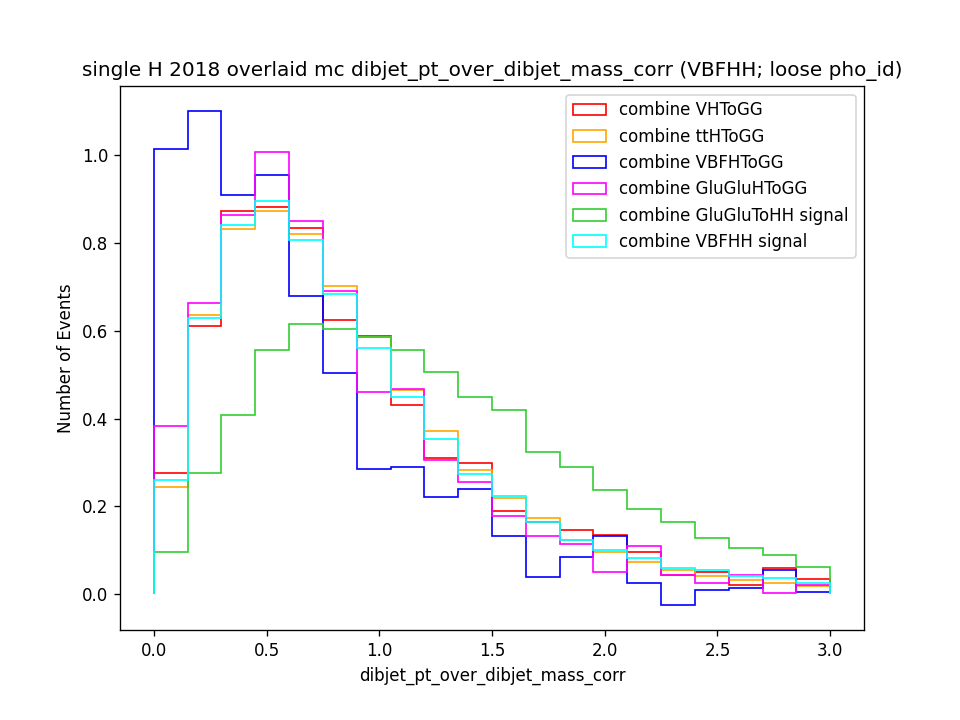 single H 2018 overlaid mc dibjet_pt_over_dibjet_mass_corr (VBFHH; loose pho_id)
combine VHToGG
combine ttHToGG
combine VBFHToGG
combine GluGluHToGG
combine GluGluToHH signal
combine VBFHH signal
Number of Events
1.0
0.8
0.6
0.4
0.2
0.0
0.0 0.5 1.0 1.5 2.0 2.5 3.0
dibjet_pt_over_dibjet_mass_corr